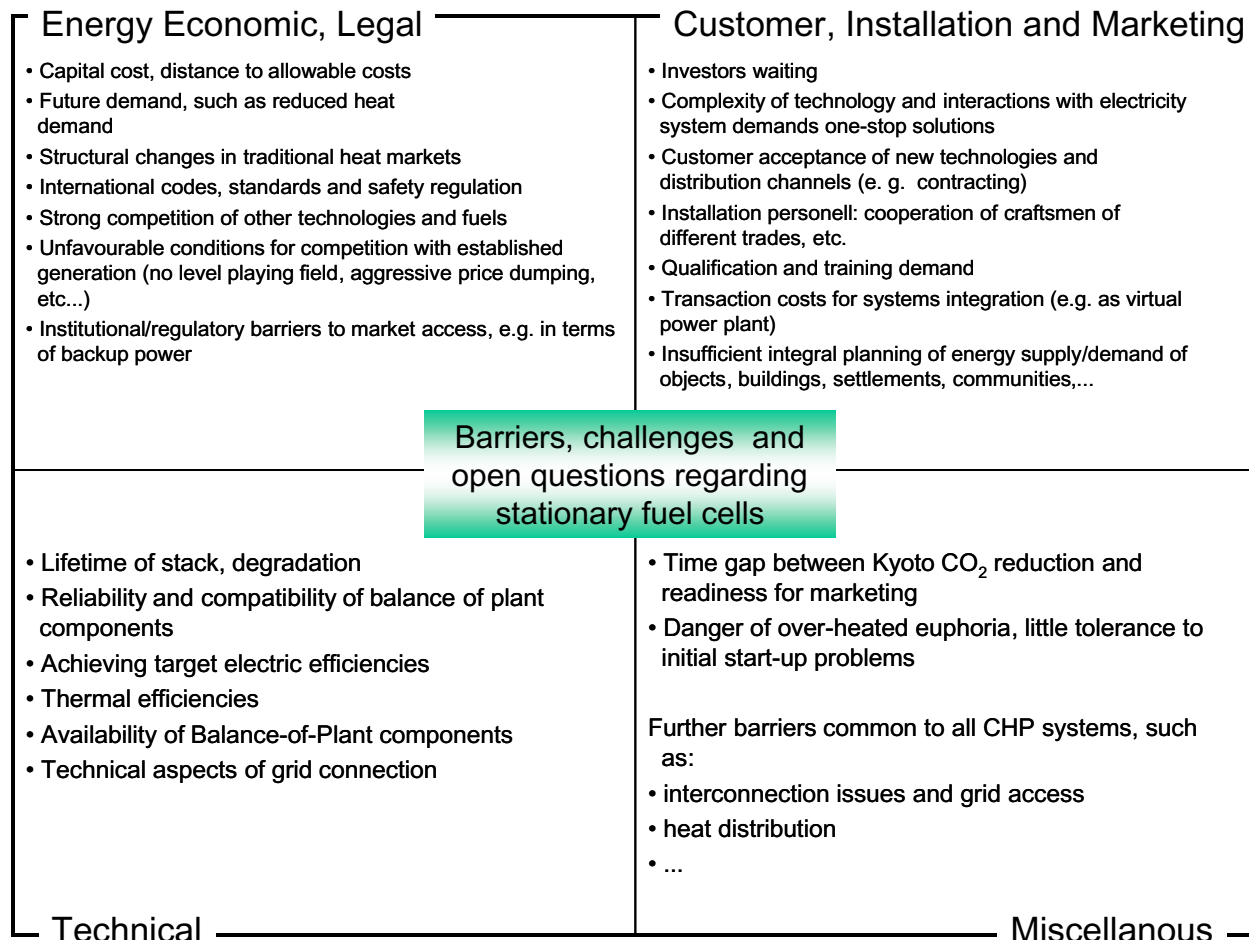 Energy Economic, Legal
• Capital cost, distance to allowable costs
• Future demand, such as reduced heat
demand
• Structural changes in traditional heat markets
• International codes, standards and safety regulation
• Strong competition of other technologies and fuels
• Unfavourable conditions for competition with established
generation (no level playing field, aggressive price dumping,
etc...)
• Institutional/regulatory barriers to market access, e.g. in terms
of backup power
Customer, Installation and Marketing
• Investors waiting
• Complexity of technology and interactions with electricity
system demands one-stop solutions
• Customer acceptance of new technologies and
distribution channels (e. g. contracting)
• Installation personell: cooperation of craftsmen of
different trades, etc.
• Qualification and training demand
• Transaction costs for systems integration (e.g. as virtual
power plant)
• Insufficient integral planning of energy supply/demand of
objects, buildings, settlements, communities,...
Barriers, challenges and
open questions regarding
stationary fuel cells
• Lifetime of stack, degradation
• Reliability and compatibility of balance of plant
components
• Achieving target electric efficiencies
• Thermal efficiencies
• Availability of Balance-of-Plant components
• Technical aspects of grid connection
Technical
• Time gap between Kyoto CO₂ reduction and
readiness for marketing
• Danger of over-heated euphoria, little tolerance to
initial start-up problems
Further barriers common to all CHP systems, such
as:
• interconnection issues and grid access
• heat distribution
• ...
Miscellanous